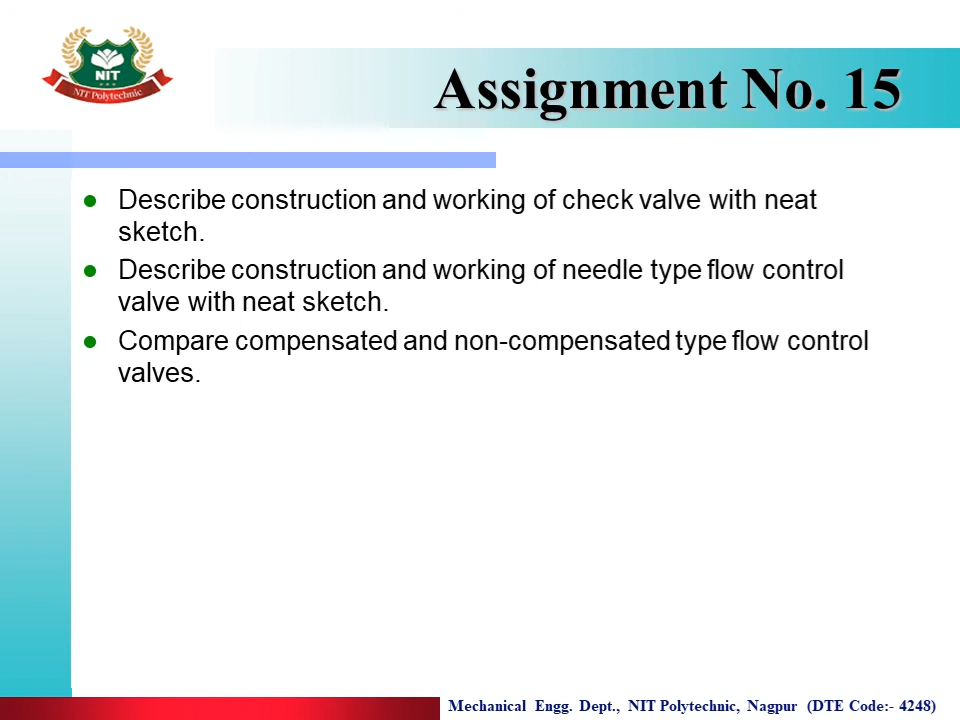 NIT
NIT Polytechnic
Assignment No. 15
Describe construction and working of check valve with neat
sketch.
Describe construction and working of needle type flow control
valve with neat sketch.
Compare compensated and non-compensated type flow control
valves.
Mechanical Engg. Dept., NIT Polytechnic, Nagpur (DTE Code:- 4248)